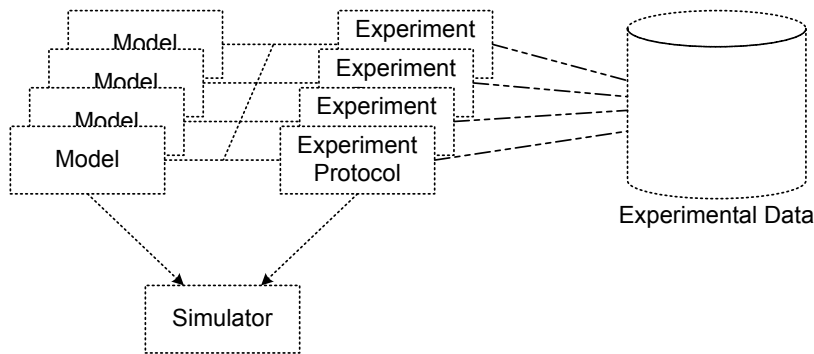 Model
Experiment
Model
Experiment
Model
Experiment
Model
Experiment
Protocol
Experimental Data
Simulator